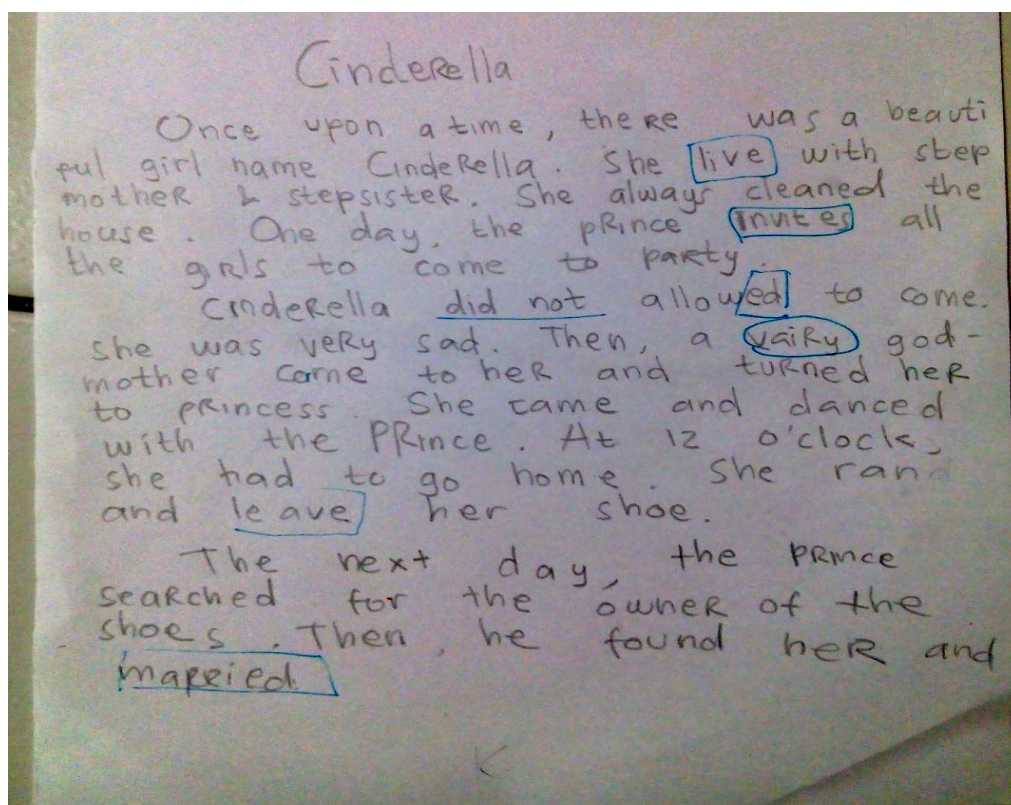 Cinderella
Once upon a time, there was a beauti
ful girl name Cinderella. She live with step
mother & stepsister. She always cleaned the
house. One day, the prince invites all
the girls to come to party.
Cinderella did not allowed to come.
she was very sad. Then, a vairy god-
mother came to her and turned her
to princess. She came and danced
with the Prince. At 12 o'clock,
she had to go home. She ran
and leave her shoe.
The next day, the prince
searched for the owner of the
shoes. Then, he found her and
married.